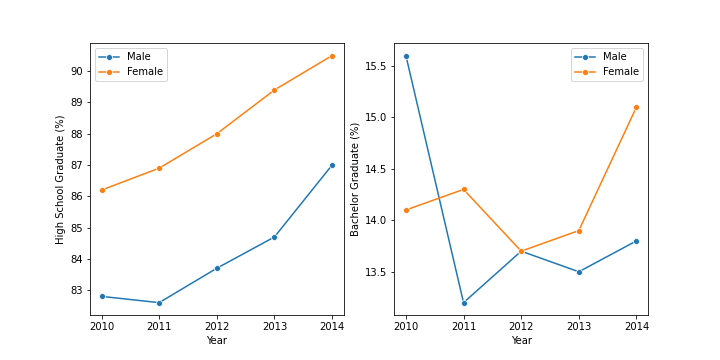 Male
Female
90
89
88
87
86
85
84
83
High School Graduate (%)
2010 2011 2012 2013 2014
Year
Male
Female
15.5
15.0
14.5
14.0
13.5
Bachelor Graduate (%)
2010 2011 2012 2013 2014
Year